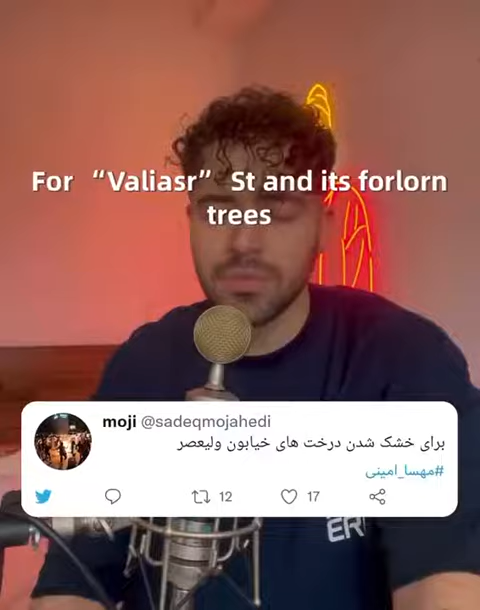 For “Valiasr” St and its forlorn
trees
moji @sadeqmojahedi
برای خشک شدن درخت های خیابون ولیعصر
#مهسا_امینی
12 17
ER